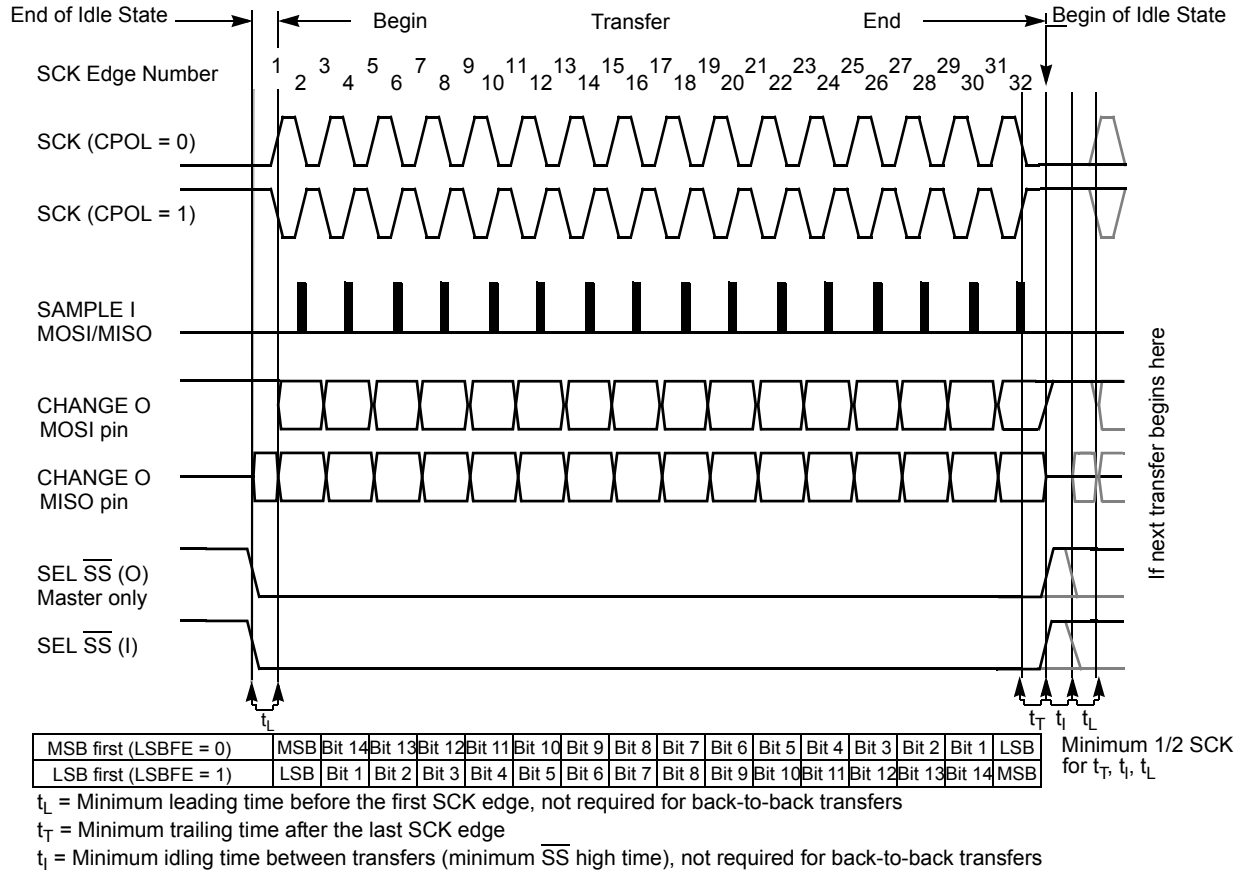 End of Idle State
Begin
Transfer
End
Begin of Idle State
SCK Edge Number
1 2 3 4 5 6 7 8 9 10 11 12 13 14 15 16 17 18 19 20 21 22 23 24 25 26 27 28 29 30 31 32
SCK (CPOL = 0)
SCK (CPOL = 1)
SAMPLE I
MOSI/MISO
CHANGE O
MOSI pin
CHANGE O
MISO pin
SEL SS (O)
Master only
SEL SS (I)
If next transfer begins here
tL
tT tI tL
MSB first (LSBFE = 0) MSB Bit 14 Bit 13 Bit 12 Bit 11 Bit 10 Bit 9 Bit 8 Bit 7 Bit 6 Bit 5 Bit 4 Bit 3 Bit 2 Bit 1 LSB
LSB first (LSBFE = 1) LSB Bit 1 Bit 2 Bit 3 Bit 4 Bit 5 Bit 6 Bit 7 Bit 8 Bit 9 Bit 10 Bit 11 Bit 12 Bit 13 Bit 14 MSB
Minimum 1/2 SCK
for tT, tI, tL
tL = Minimum leading time before the first SCK edge, not required for back-to-back transfers
tT = Minimum trailing time after the last SCK edge
tI = Minimum idling time between transfers (minimum SS high time), not required for back-to-back transfers